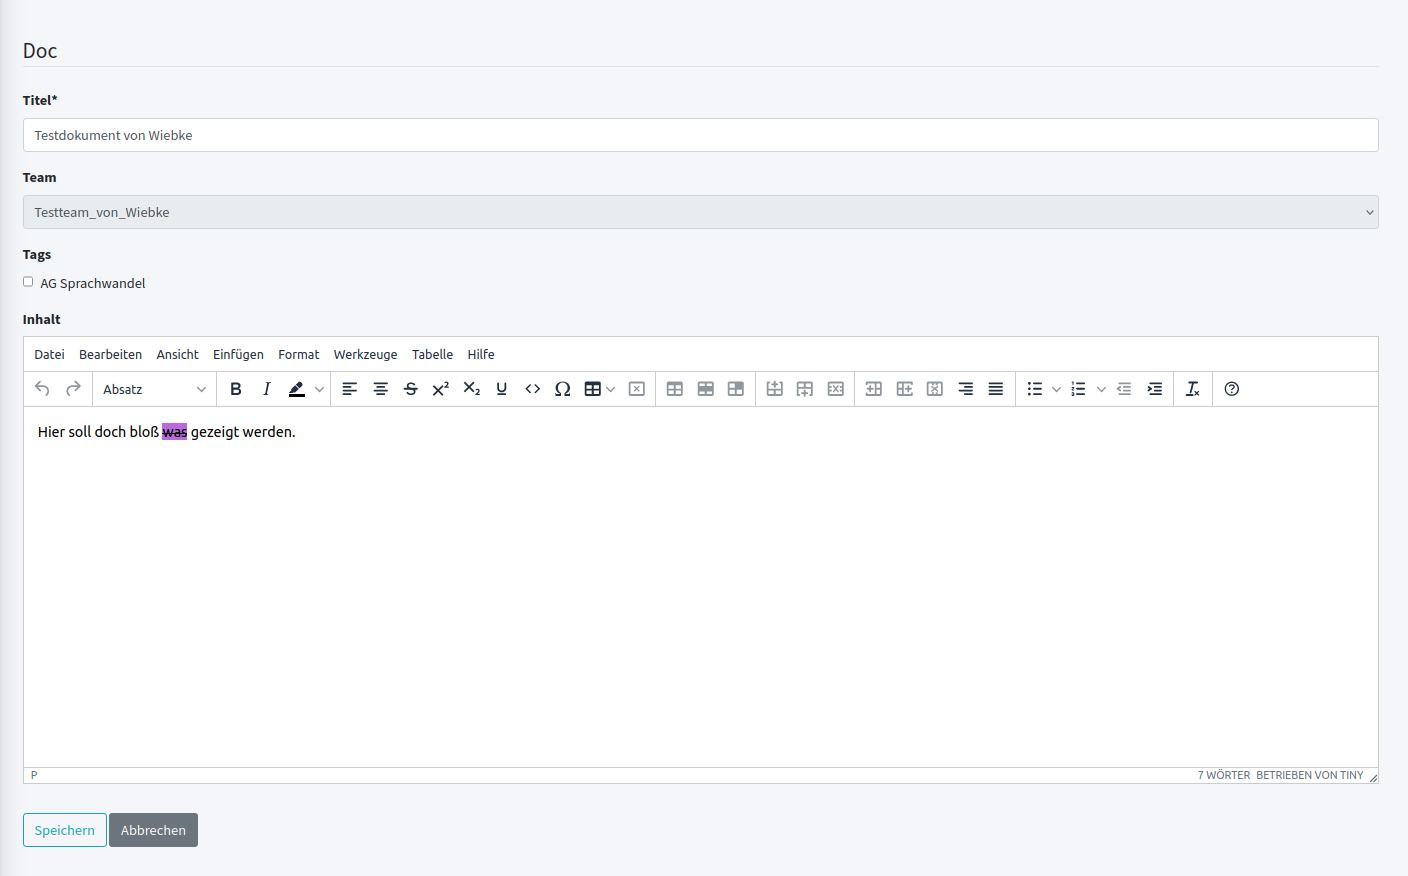 Doc
Titel*
Testdokument von Wiebke
Team
Testteam_von_Wiebke
Tags
AG Sprachwandel
Inhalt
Datei Bearbeiten Ansicht Einfügen Format Werkzeuge Tabelle Hilfe
Absatz
Hier soll doch bloß was gezeigt werden.
P 7 WÖRTER BETRIEBEN VON TINY
Speichern Abbrechen